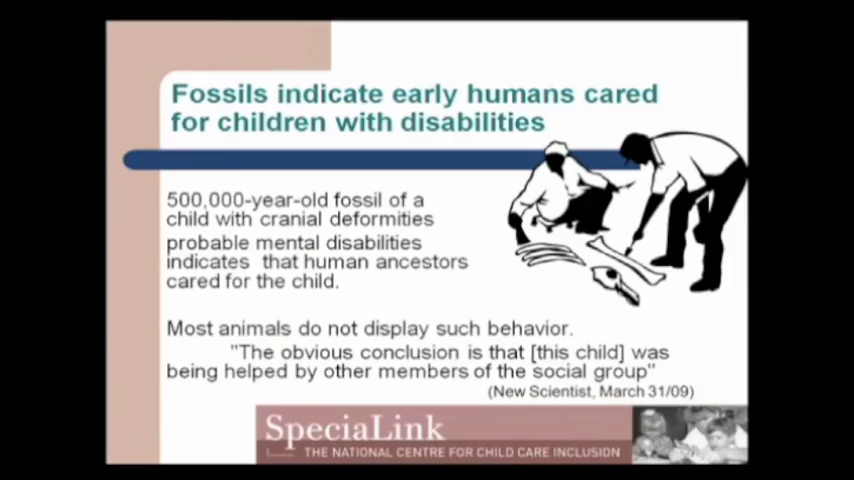 Fossils indicate early humans cared
for children with disabilities
500,000-year-old fossil of a
child with cranial deformities
probable mental disabilities
indicates that human ancestors
cared for the child.
Most animals do not display such behavior.
"The obvious conclusion is that [this child] was
being helped by other members of the social group"
(New Scientist, March 31/09)
SpeciaLink
THE NATIONAL CENTRE FOR CHILD CARE INCLUSION